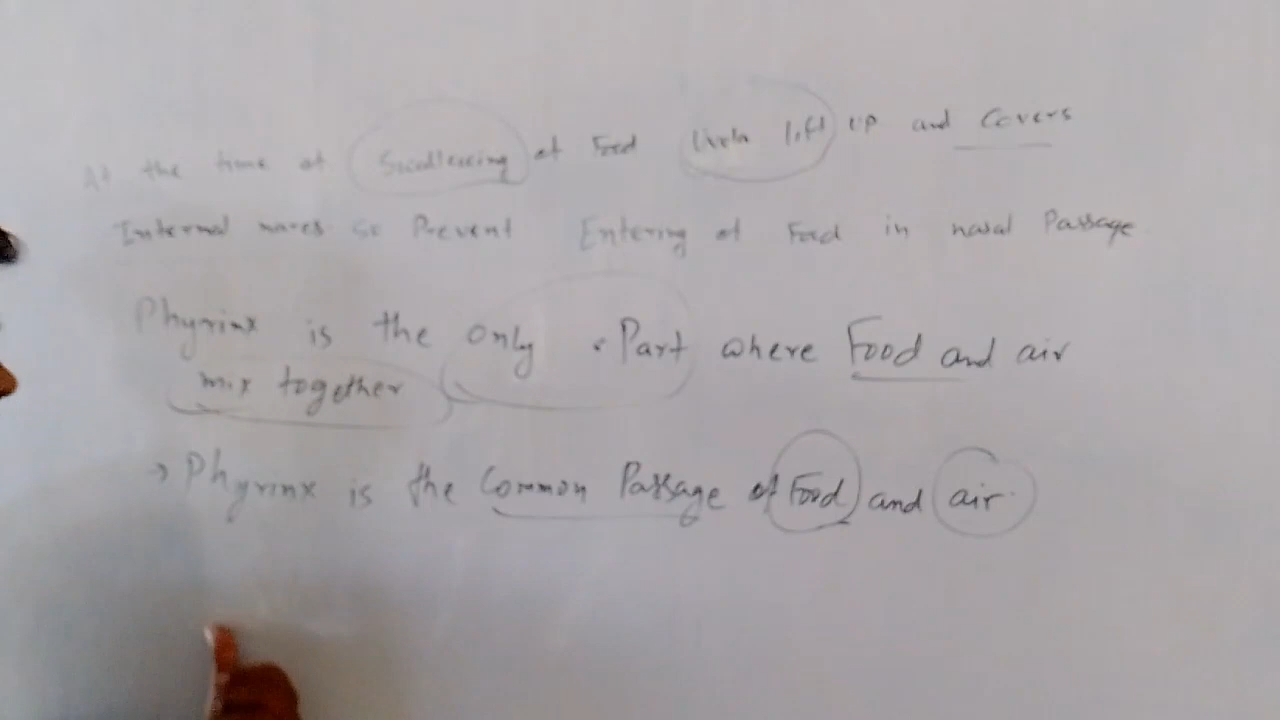 At the time of Swallowing of Food Uvela lift up and Covers
Internal nares so Prevent Entering of Food in nasal Passage
Phyrinx is the only Part where Food and air
mix together
→ Phyrinx is the Common Passage of Food and air.